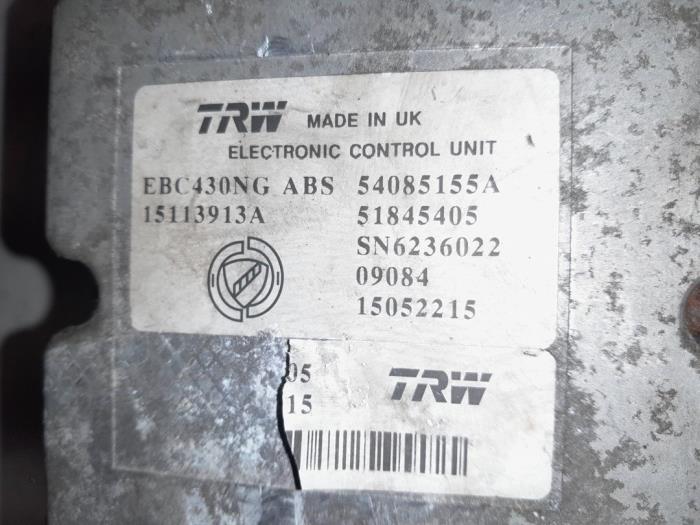 TRW MADE IN UK
ELECTRONIC CONTROL UNIT
EBC430NG ABS 54085155A
15113913A 51845405
SN6236022
09084
15052215
05 TRW
15